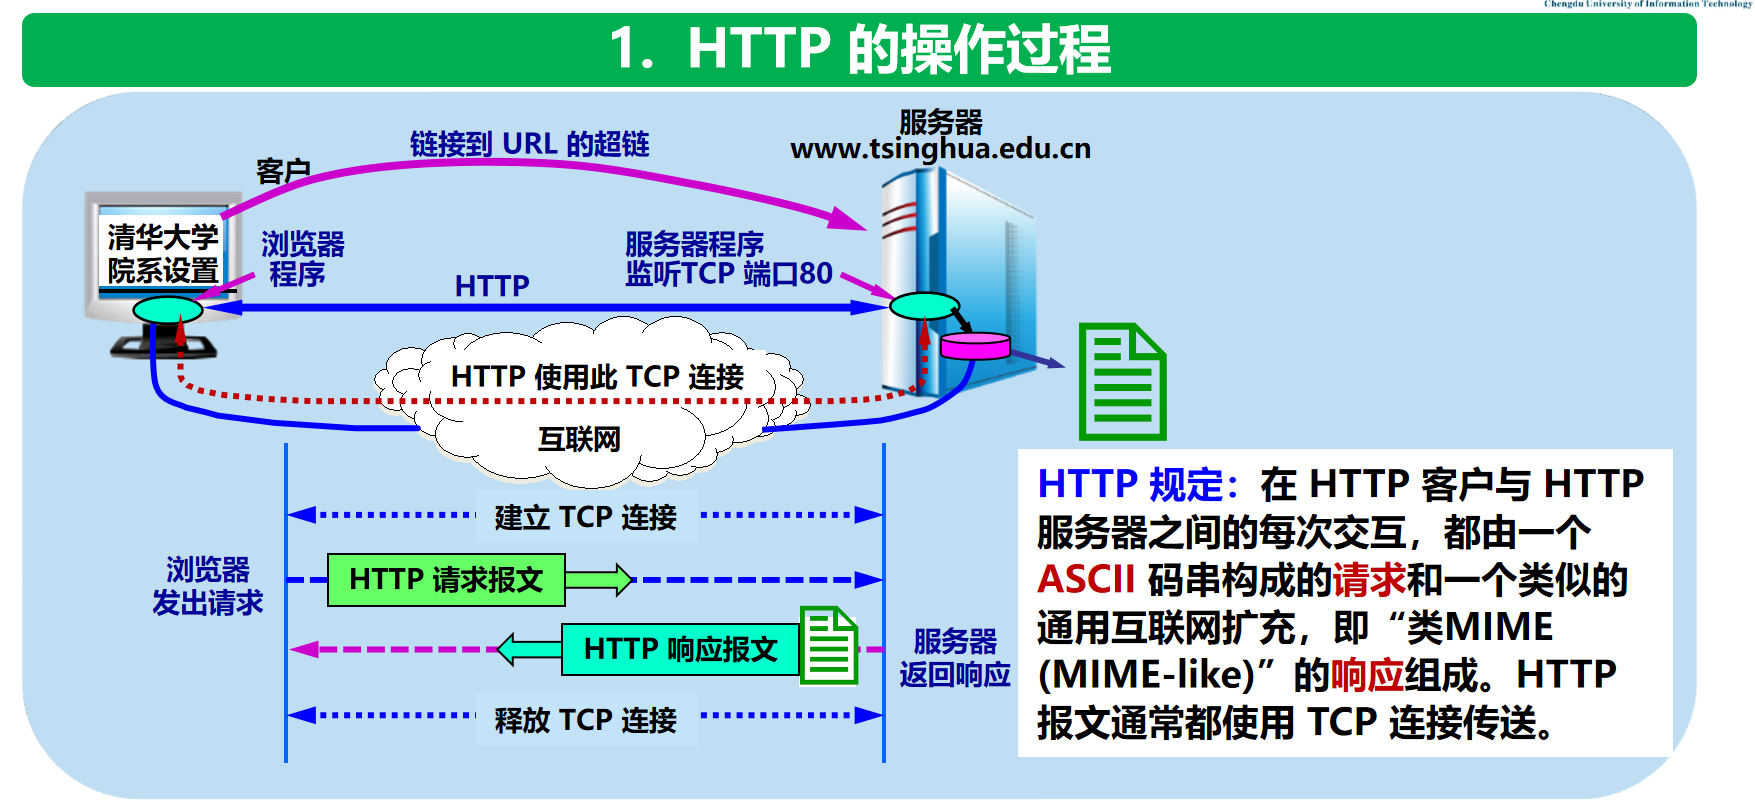 Chengdu University of Information Technology
1. HTTP 的操作过程
服务器
www.tsinghua.edu.cn
链接到 URL 的超链
客户
清华大学
院系设置
浏览器
程序
服务器程序
监听TCP 端口80
HTTP
HTTP 使用此 TCP 连接
互联网
建立 TCP 连接
浏览器
发出请求
HTTP 请求报文
HTTP 响应报文
服务器
返回响应
释放 TCP 连接
HTTP 规定：在 HTTP 客户与 HTTP
服务器之间的每次交互，都由一个
ASCII 码串构成的请求和一个类似的
通用互联网扩充，即“类MIME
(MIME-like)”的响应组成。HTTP
报文通常都使用 TCP 连接传送。